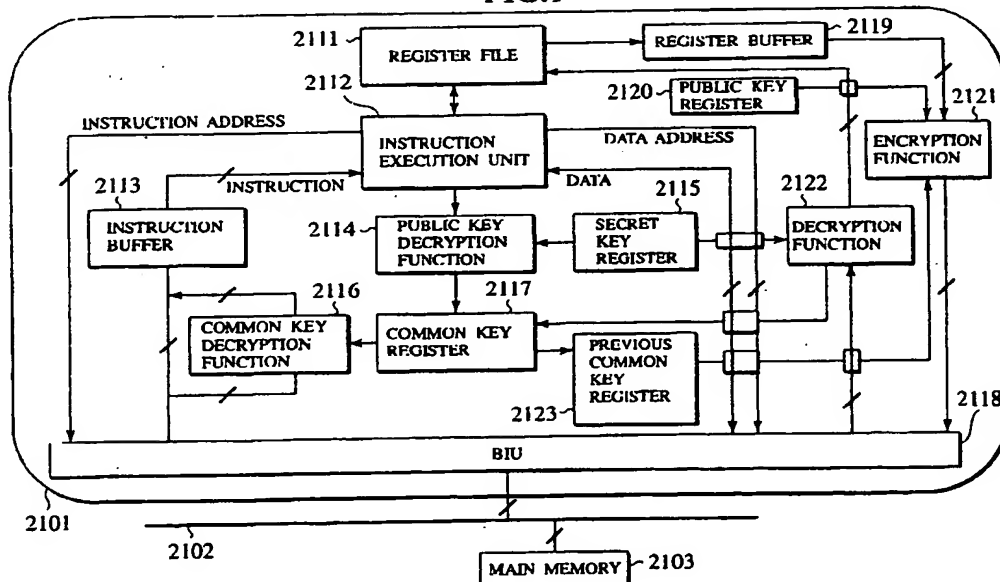 2111
REGISTER FILE
REGISTER BUFFER
2119
2112
2120
PUBLIC KEY
REGISTER
2121
INSTRUCTION ADDRESS
INSTRUCTION
EXECUTION UNIT
DATA ADDRESS
ENCRYPTION
FUNCTION
2113
INSTRUCTION
DATA
2122
INSTRUCTION
BUFFER
2114
PUBLIC KEY
DECRYPTION
FUNCTION
2115
SECRET
KEY
REGISTER
DECRYPTION
FUNCTION
2116
COMMON KEY
DECRYPTION
FUNCTION
2117
COMMON KEY
REGISTER
PREVIOUS
COMMON
KEY
REGISTER
2123
2118
BIU
2101
2102
MAIN MEMORY
2103